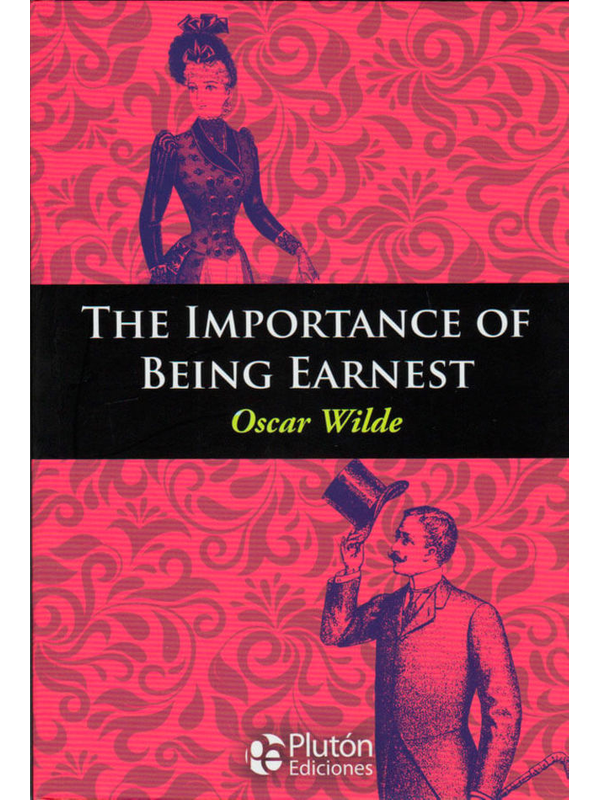 THE IMPORTANCE OF
BEING EARNEST
Oscar Wilde
Plutón
Ediciones